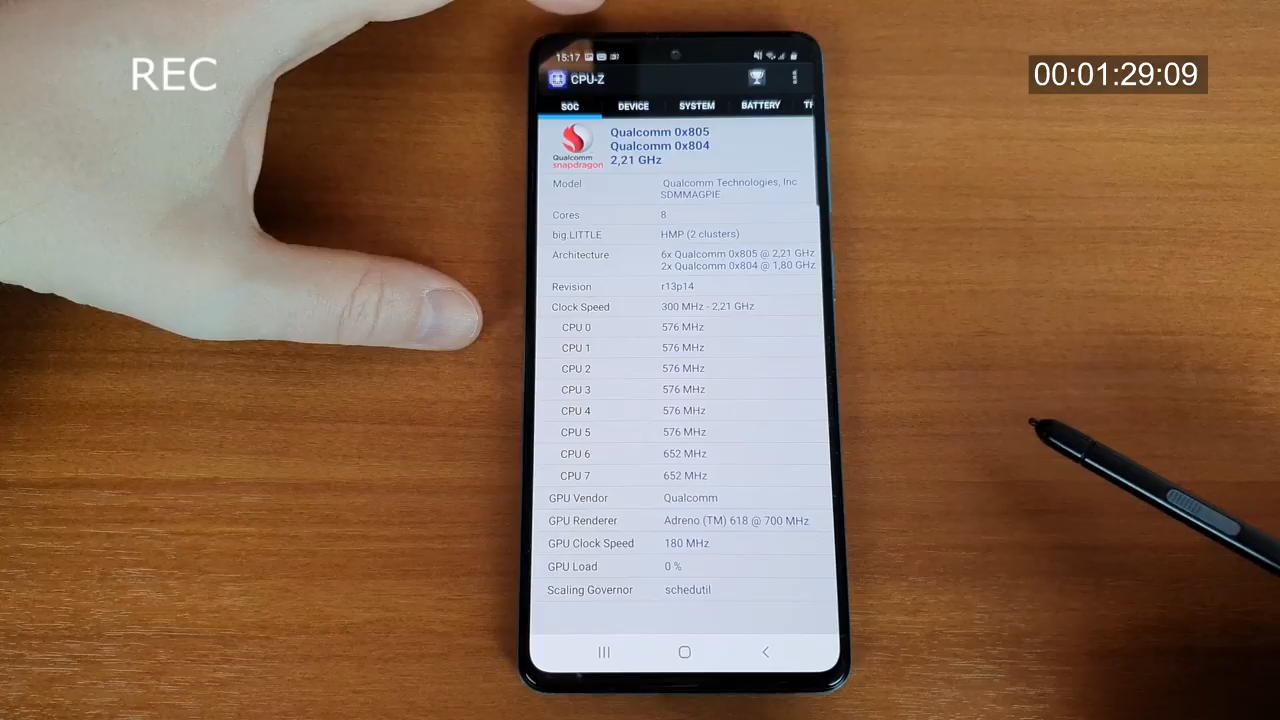 REC
00:01:29:09
15:17
CPU-Z
SOC DEVICE SYSTEM BATTERY
Qualcomm snapdragon
Qualcomm 0x805
Qualcomm 0x804
2,21 GHz
Model Qualcomm Technologies, Inc
SDMMAGPIE
Cores 8
big.LITTLE HMP (2 clusters)
Architecture 6x Qualcomm 0x805 @ 2,21 GHz
2x Qualcomm 0x804 @ 1,80 GHz
Revision r13p14
Clock Speed 300 MHz - 2,21 GHz
CPU 0 576 MHz
CPU 1 576 MHz
CPU 2 576 MHz
CPU 3 576 MHz
CPU 4 576 MHz
CPU 5 576 MHz
CPU 6 652 MHz
CPU 7 652 MHz
GPU Vendor Qualcomm
GPU Renderer Adreno (TM) 618 @ 700 MHz
GPU Clock Speed 180 MHz
GPU Load 0 %
Scaling Governor schedutil